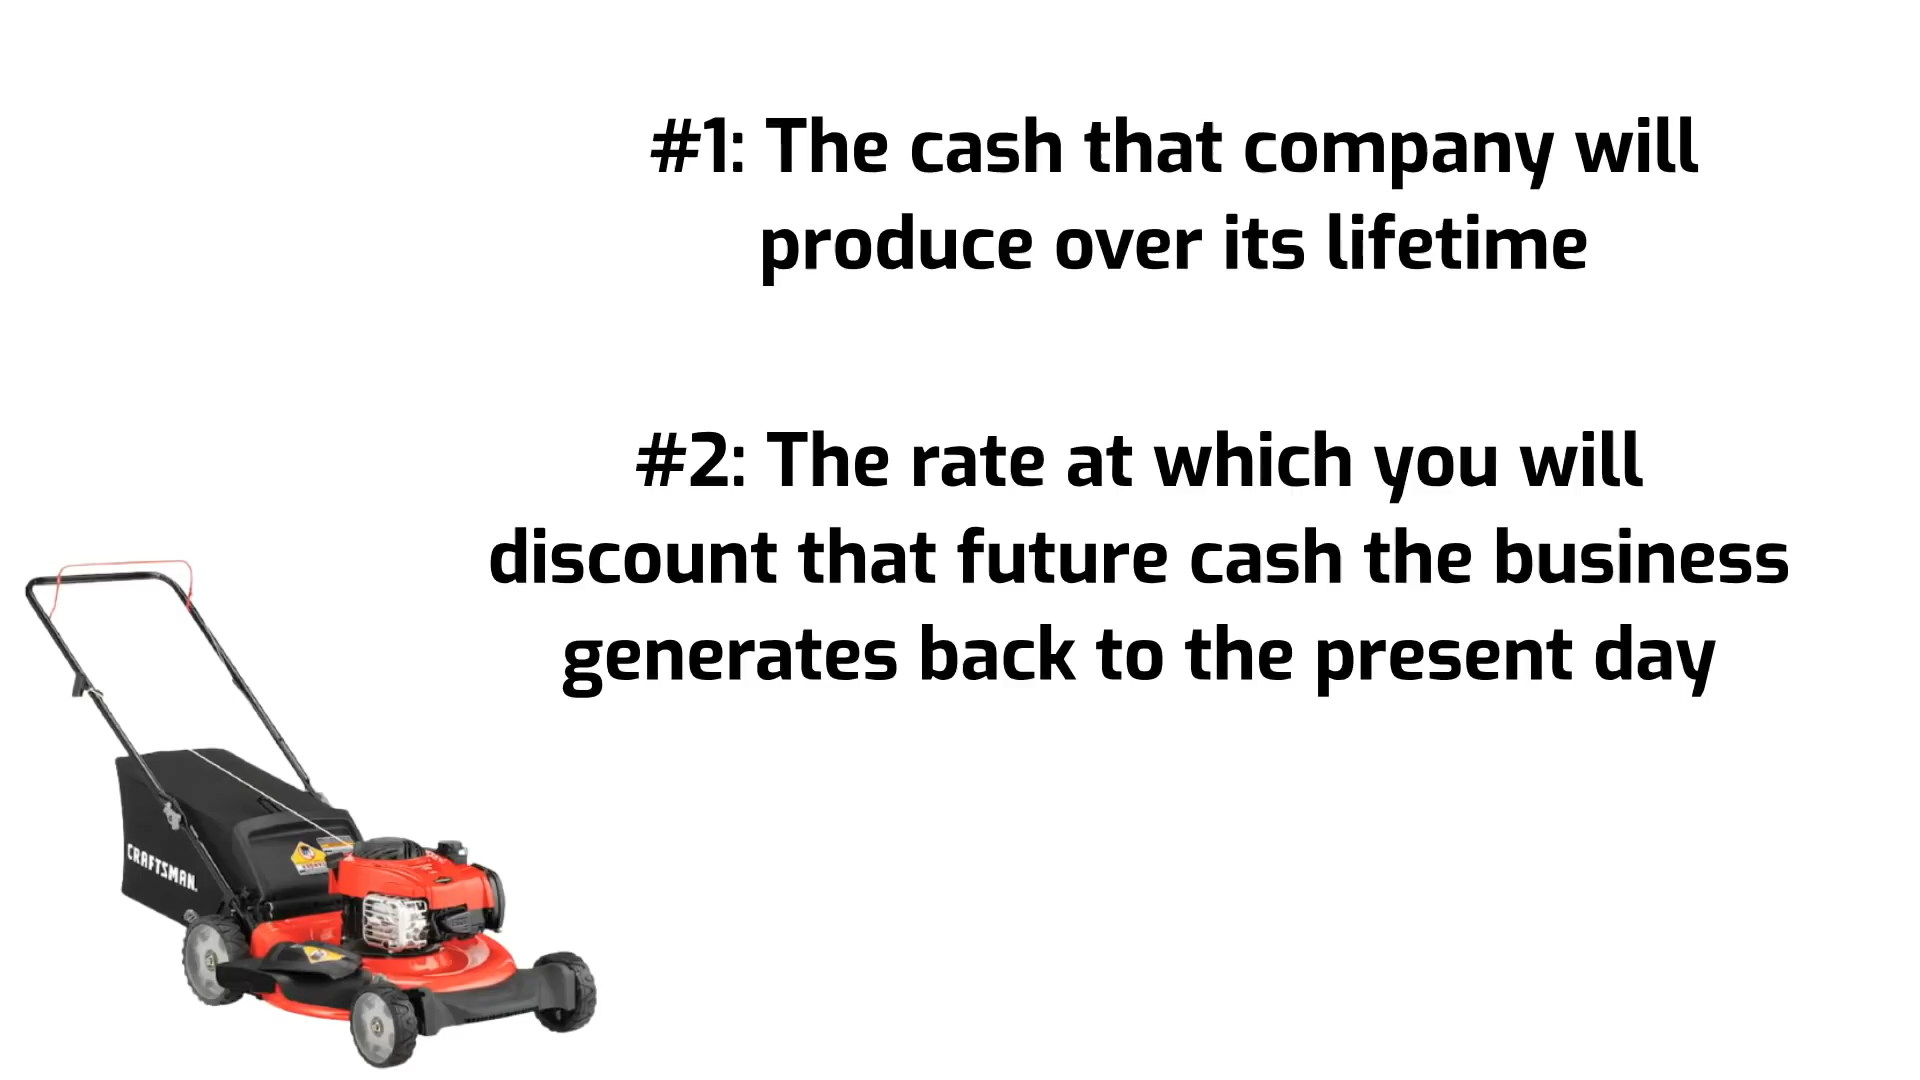 #1: The cash that company will
produce over its lifetime
#2: The rate at which you will
discount that future cash the business
generates back to the present day
CRAFTSMAN.